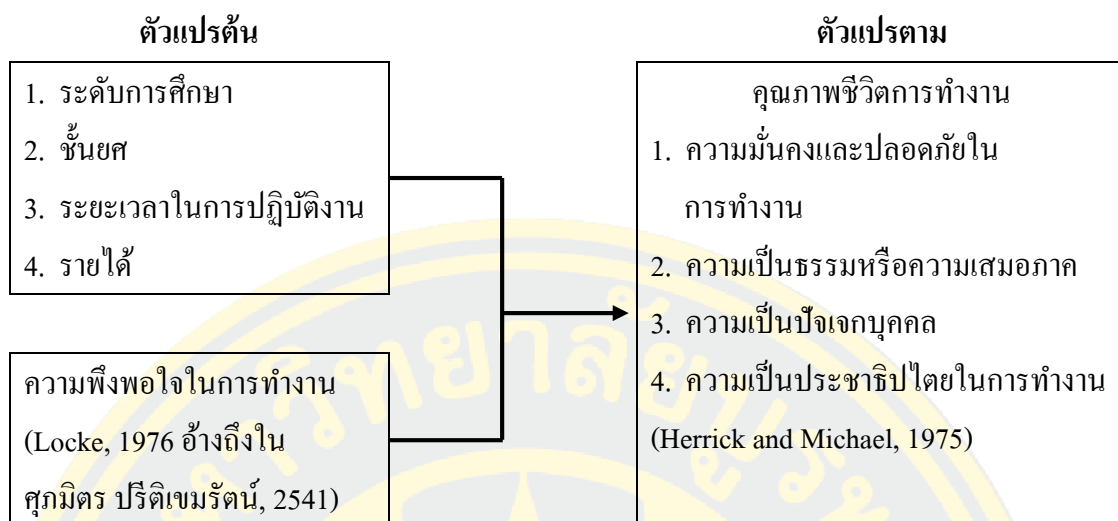 ตัวแปรต้น
1. ระดับการศึกษา
2. ชั้นยศ
3. ระยะเวลาในการปฏิบัติงาน
4. รายได้
ความพึงพอใจในการทำงาน
(Locke, 1976 อ้างถึงใน
ศุภมิตร ปรีติเขมรัตน์, 2541)
ตัวแปรตาม
คุณภาพชีวิตการทำงาน
1. ความมั่นคงและปลอดภัยใน
การทำงาน
2. ความเป็นธรรมหรือความเสมอภาค
3. ความเป็นปัจเจกบุคคล
4. ความเป็นประชาธิปไตยในการทำงาน
(Herrick and Michael, 1975)